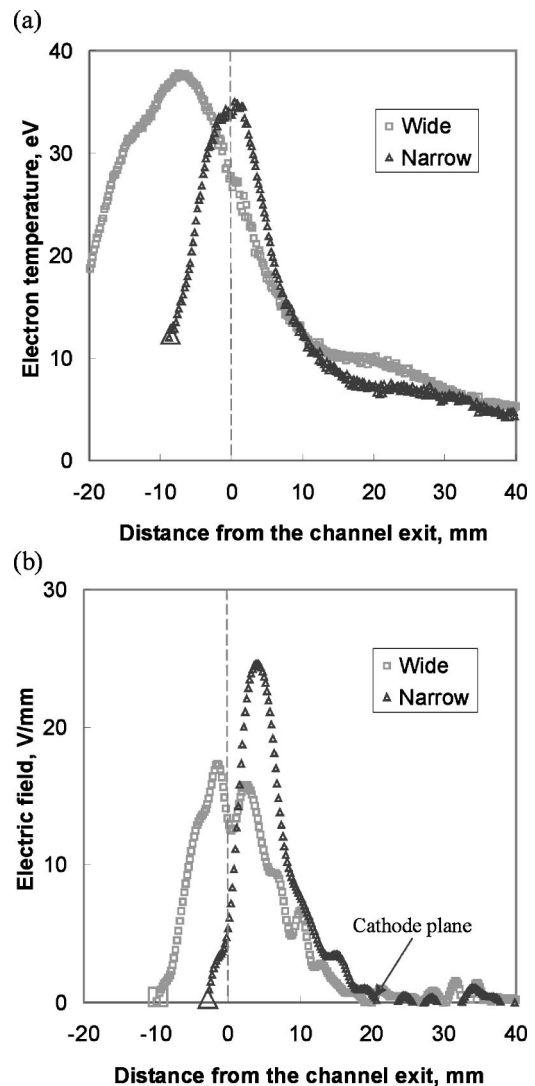 (a)
40
30
20
10
0
Electron temperature, eV
Wide
Narrow
-20 -10 0 10 20 30 40
Distance from the channel exit, mm
(b)
30
20
10
0
Electric field, V/mm
Wide
Narrow
Cathode plane
-20 -10 0 10 20 30 40
Distance from the channel exit, mm